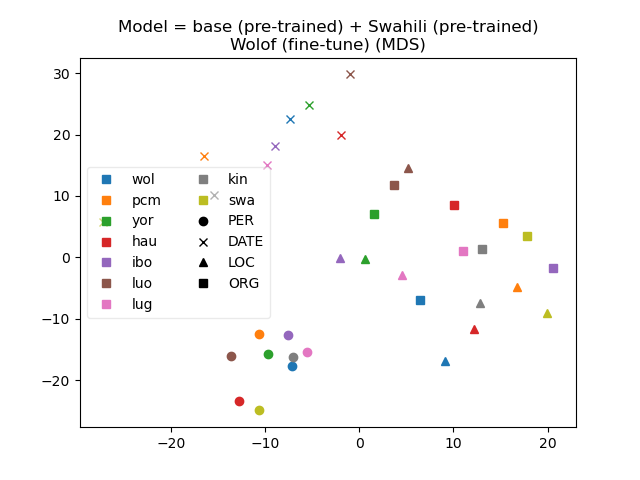 Model = base (pre-trained) + Swahili (pre-trained)
Wolof (fine-tune) (MDS)
30
20
10
0
−10
−20
wol
pcm
yor
hau
ibo
luo
lug
kin
swa
PER
DATE
LOC
ORG
−20
−10
0
10
20